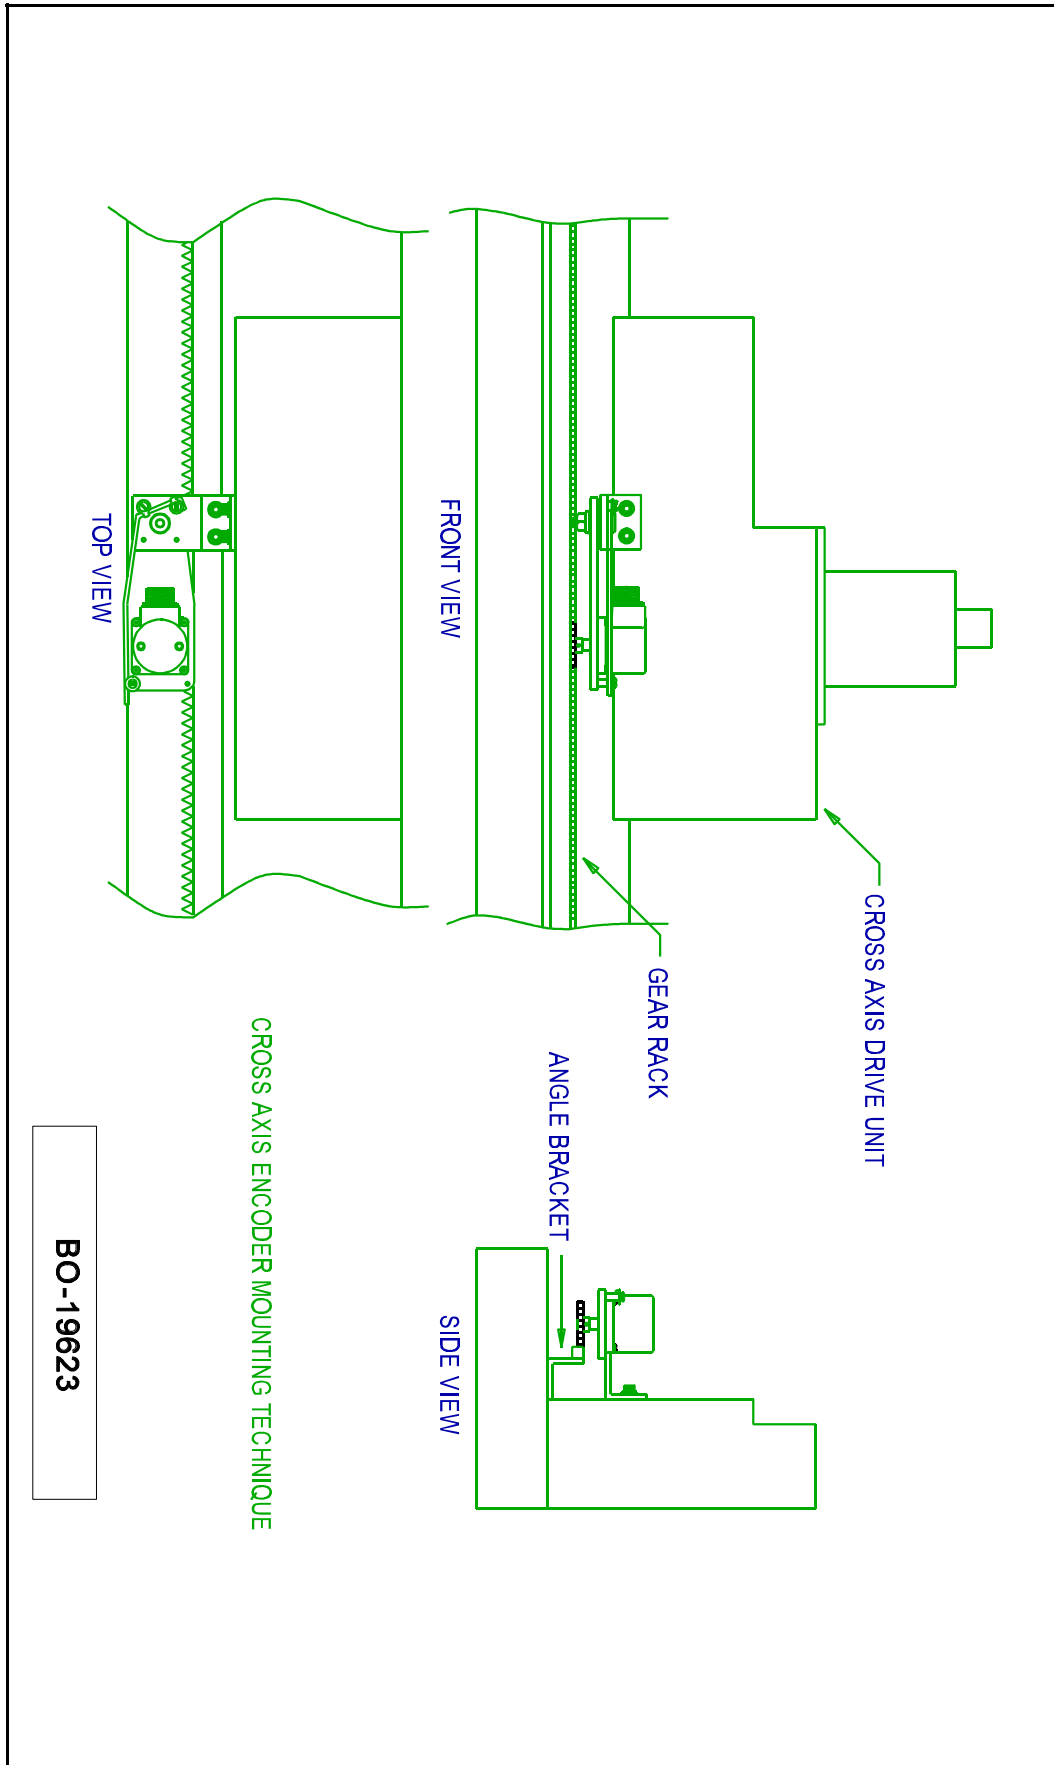 CROSS AXIS DRIVE UNIT
GEAR RACK
ANGLE BRACKET
FRONT VIEW
SIDE VIEW
CROSS AXIS ENCODER MOUNTING TECHNIQUE
TOP VIEW
BO-19623